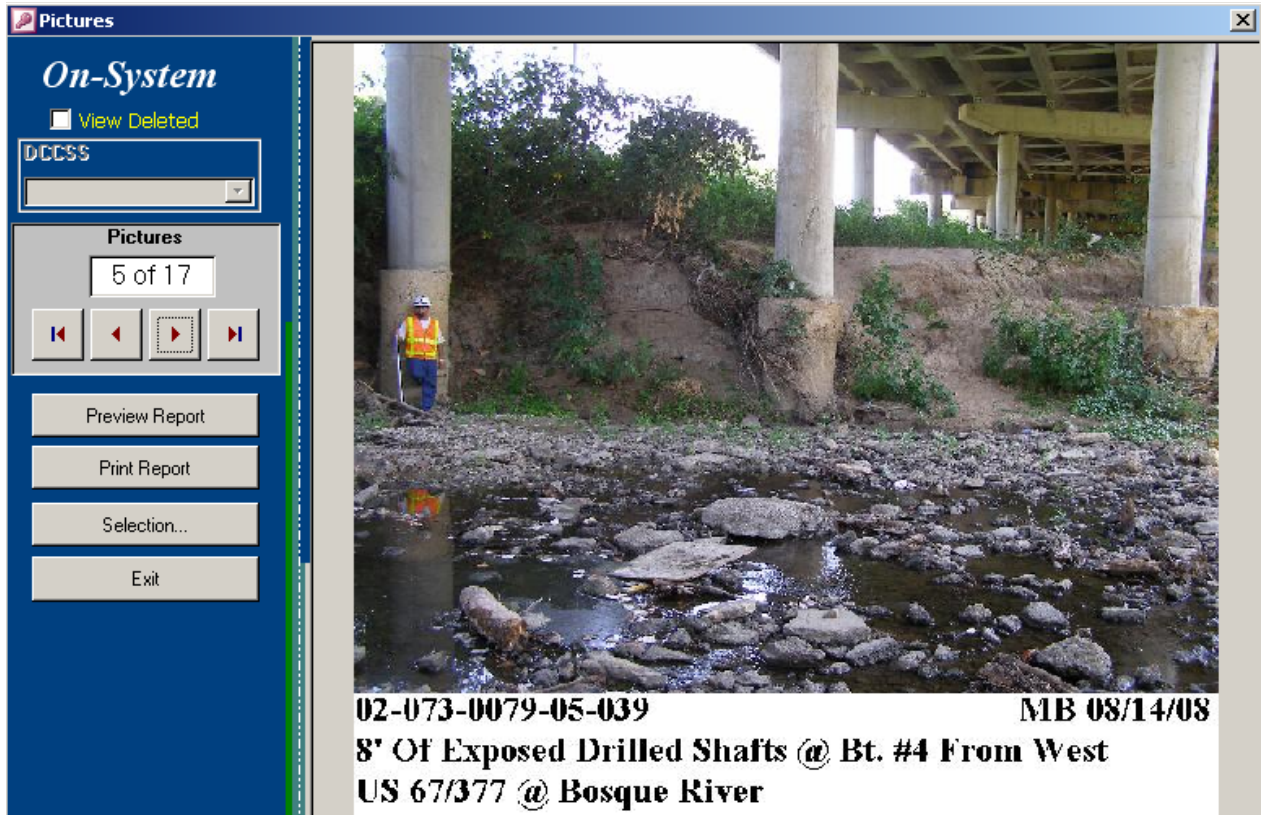 Pictures
On-System
View Deleted
DCCSS
Pictures
5 of 17
Preview Report
Print Report
Selection...
Exit
02-073-0079-05-039 MB 08/14/08
8' Of Exposed Drilled Shafts @ Bt. #4 From West
US 67/377 @ Bosque River